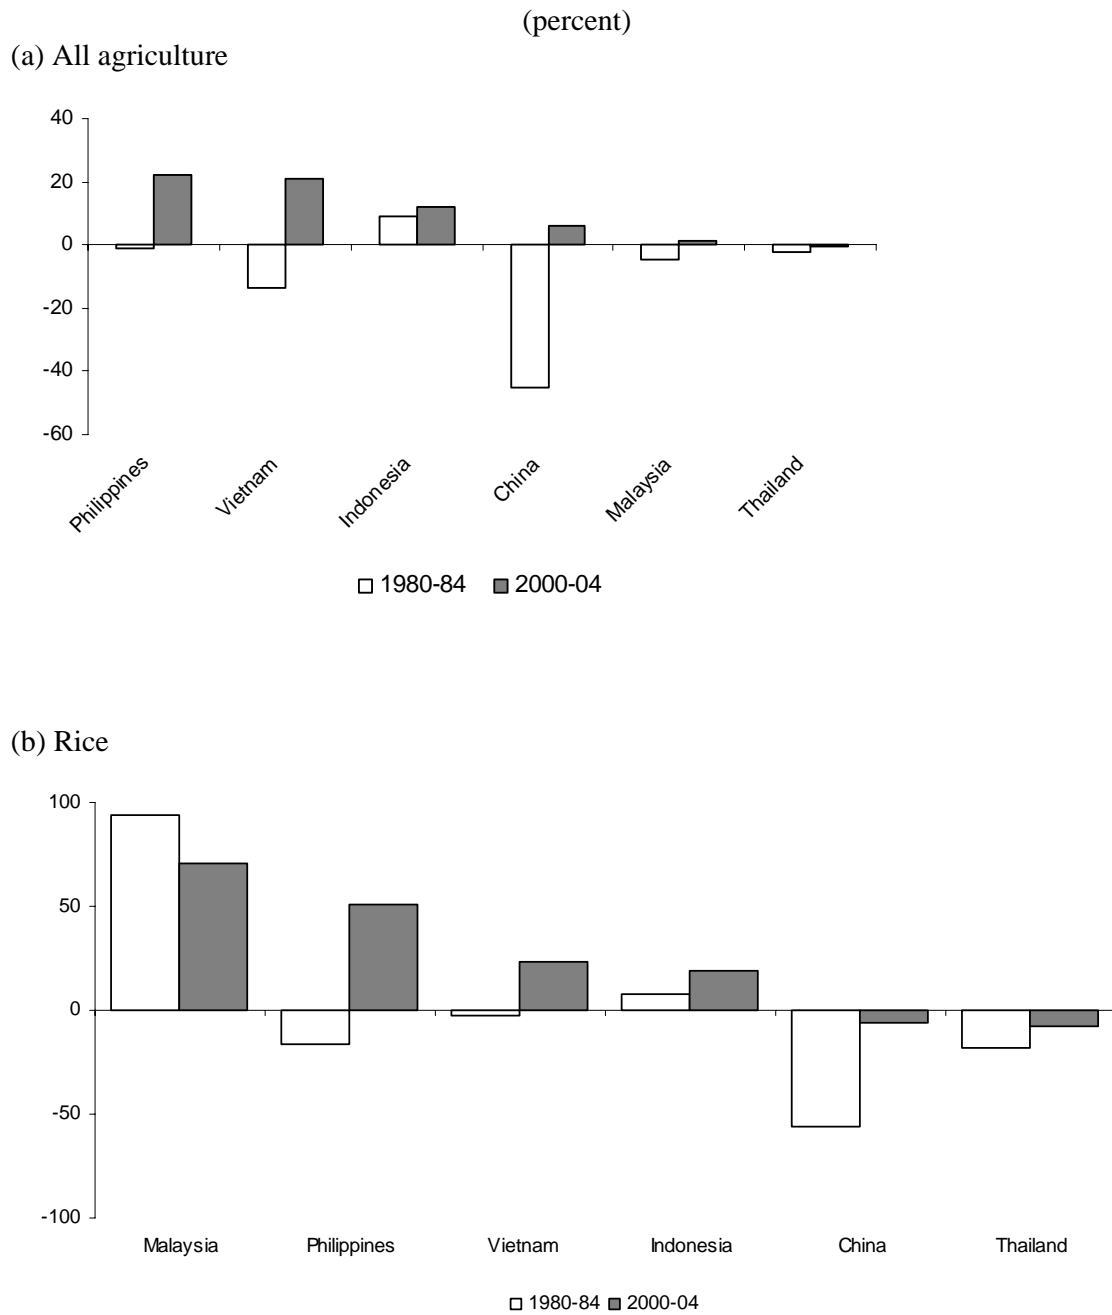 (percent)
(a) All agriculture
40
20
0
-20
-40
-60
Philippines
Vietnam
Indonesia
China
Malaysia
Thailand
1980-84 2000-04
(b) Rice
100
50
0
-50
-100
Malaysia Philippines Vietnam Indonesia China Thailand
1980-84 2000-04